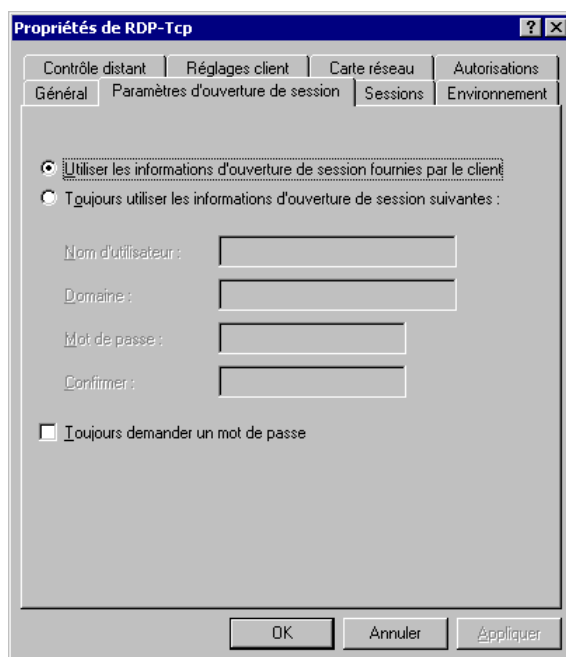 Propriétés de RDP-Tcp
Contrôle distant Réglages client Carte réseau Autorisations
Général Paramètres d'ouverture de session Sessions Environnement
Utiliser les informations d'ouverture de session fournies par le client
Toujours utiliser les informations d'ouverture de session suivantes :
Nom d'utilisateur :
Domaine :
Mot de passe :
Confirmer :
Toujours demander un mot de passe
OK Annuler Appliquer